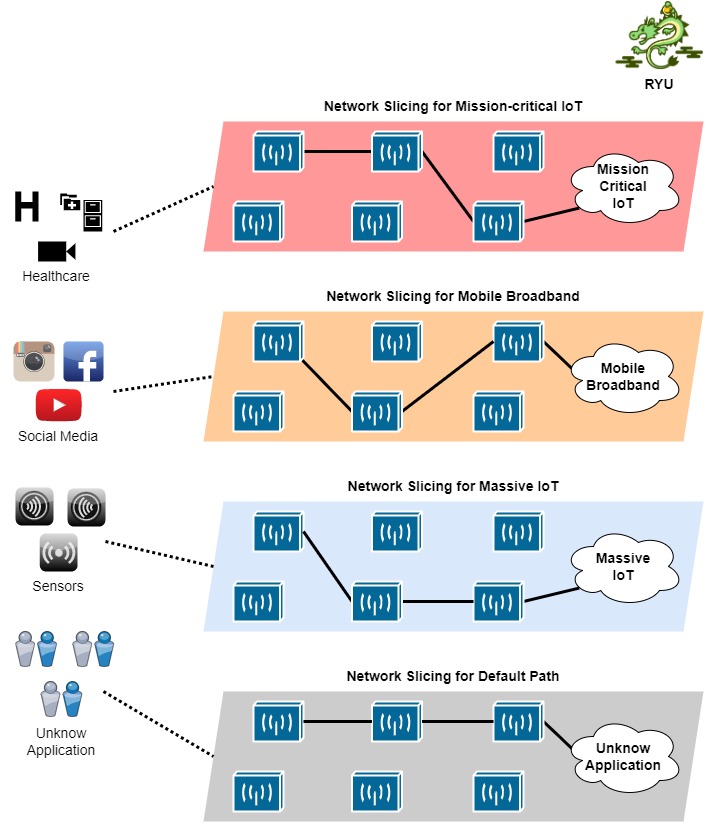 RYU
Network Slicing for Mission-critical IoT
Mission
Critical
IoT
H
Healthcare
Network Slicing for Mobile Broadband
Mobile
Broadband
f
Social Media
Network Slicing for Massive IoT
Massive
IoT
Sensors
Network Slicing for Default Path
Unknow
Application
Unknow
Application